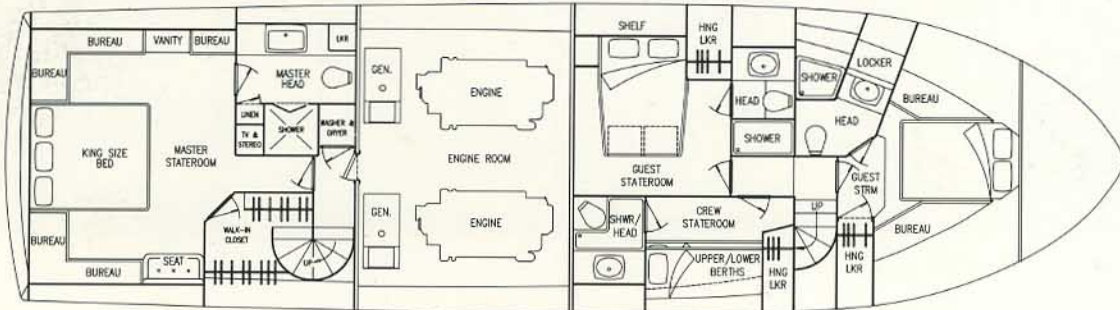 BUREAU
VANITY
BUREAU
BUREAU
KING SIZE
BED
MASTER
STATEROOM
BUREAU
BUREAU
SEAT
LKR
MASTER
HEAD
LINEN
TV &
STEREO
SHOWER
WASHER &
DRYER
WALK-IN
CLOSET
UP
GEN.
ENGINE
ENGINE ROOM
GEN.
ENGINE
SHELF
HNG
LKR
GUEST
STATEROOM
HEAD
SHOWER
SHWR/
HEAD
CREW
STATEROOM
UPPER/LOWER
BERTHS
HNG
LKR
UP
SHOWER
LOCKER
HEAD
BUREAU
GUEST
STRM
BUREAU
HNG
LKR